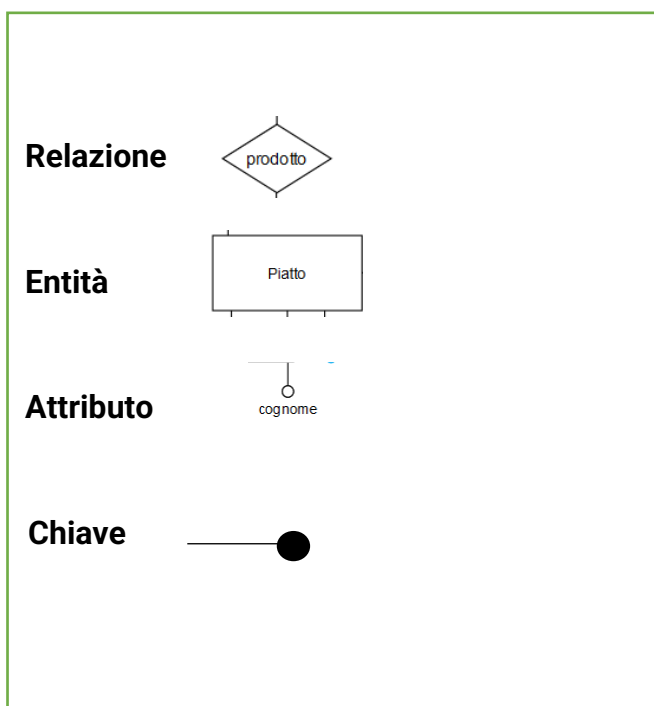 Relazione
prodotto
Entità
Piatto
Attributo
cognome
Chiave